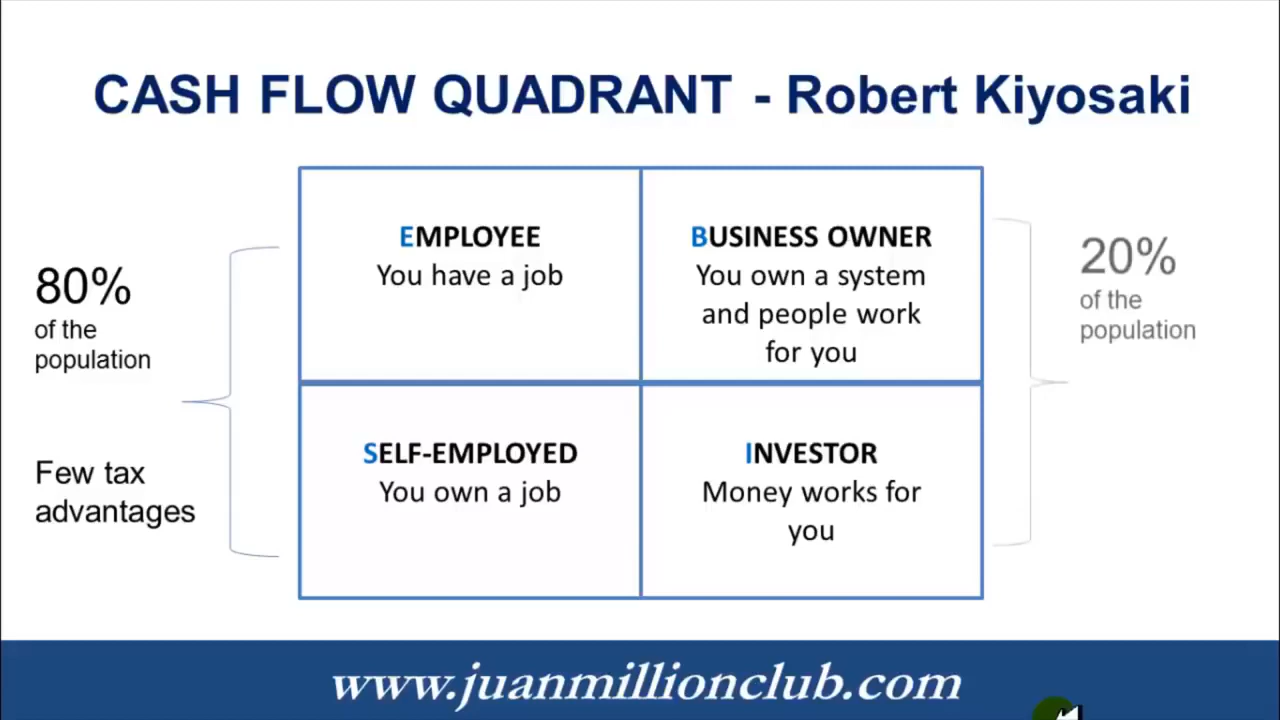 CASH FLOW QUADRANT - Robert Kiyosaki
80%
of the
population
Few tax
advantages
EMPLOYEE
You have a job
BUSINESS OWNER
You own a system
and people work
for you
SELF-EMPLOYED
You own a job
INVESTOR
Money works for
you
20%
of the
population
www.juanmillionclub.com